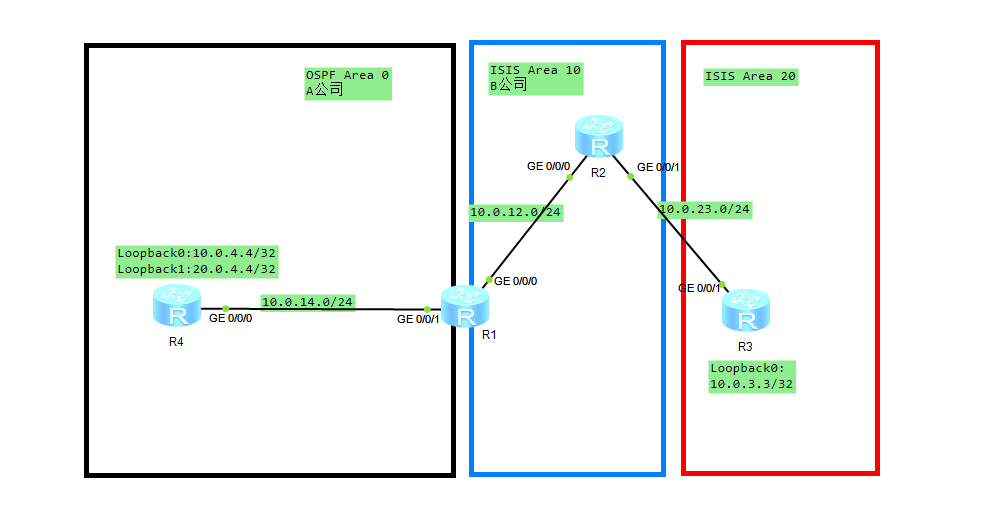 OSPF Area 0
A公司
ISIS Area 10
B公司
ISIS Area 20
R
GE 0/0/0
R2
GE 0/0/1
10.0.12.0/24
10.0.23.0/24
Loopback0:10.0.4.4/32
Loopback1:20.0.4.4/32
GE 0/0/0
GE 0/0/1
10.0.14.0/24
R
GE 0/0/0
GE 0/0/1
R
R
R4
R1
R3
Loopback0:
10.0.3.3/32